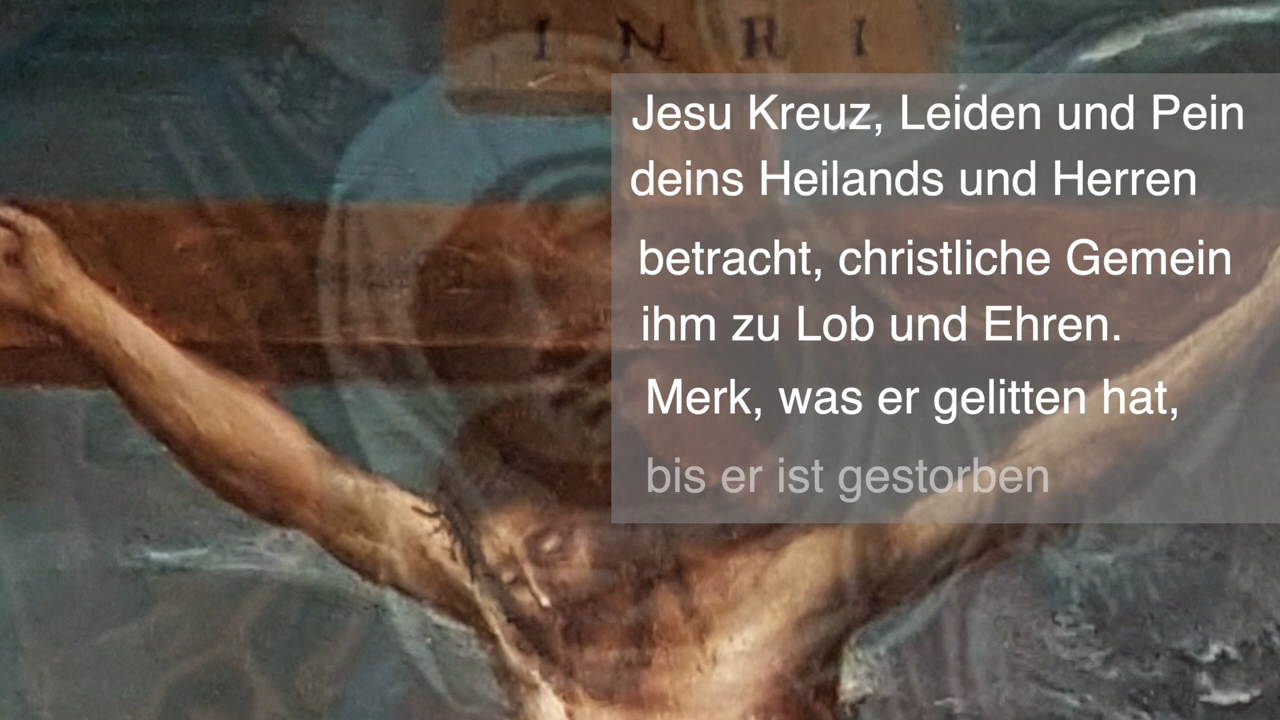 I N R I
Jesu Kreuz, Leiden und Pein
deins Heilands und Herren
betracht, christliche Gemein
ihm zu Lob und Ehren.
Merk, was er gelitten hat,
bis er ist gestorben